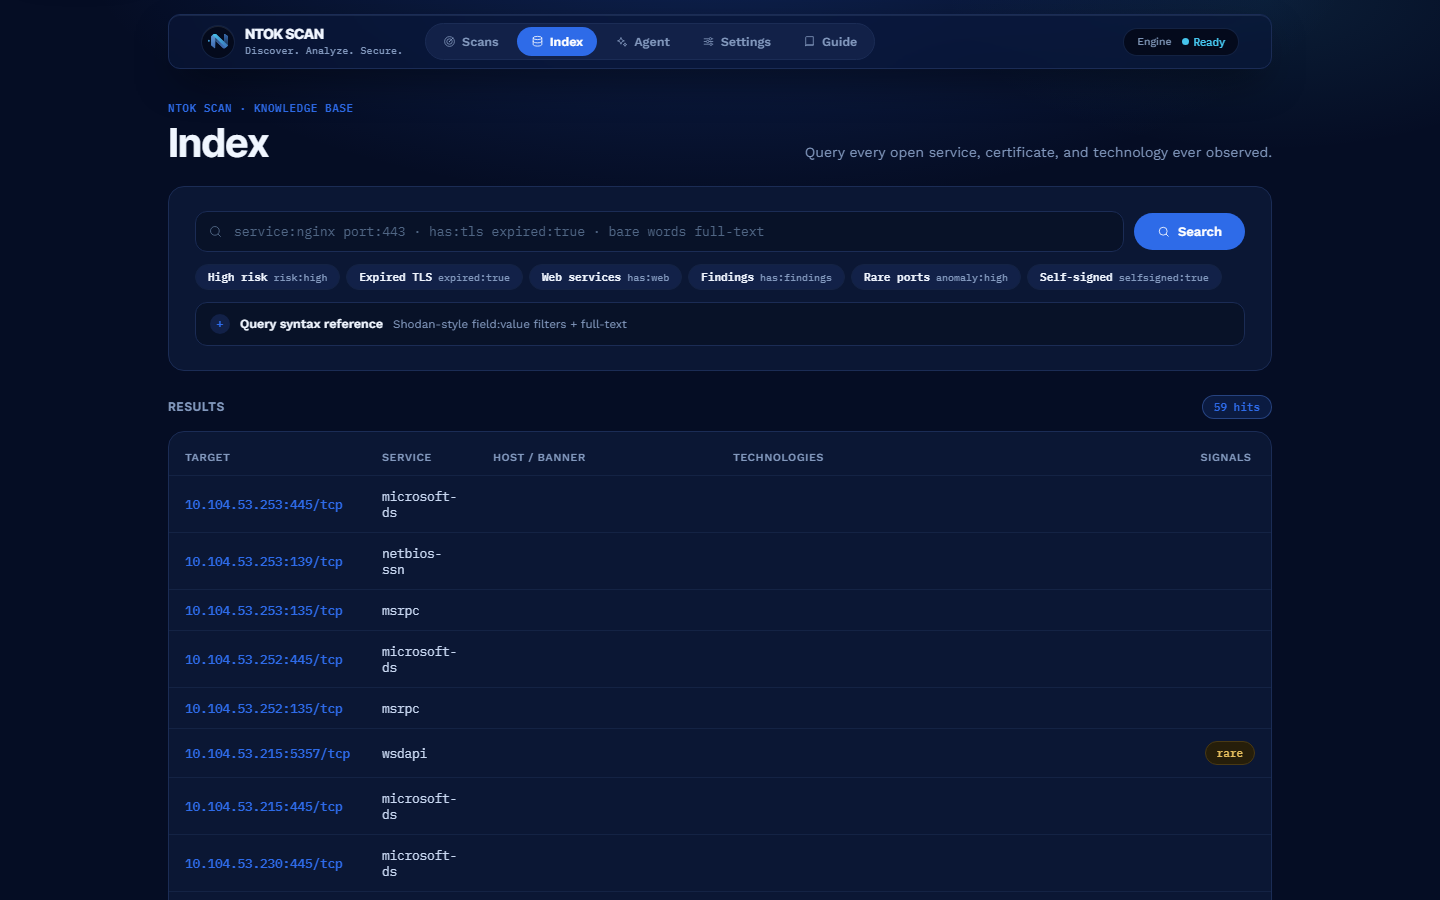 NTOK SCAN
Discover. Analyze. Secure.
Scans
Index
Agent
Settings
Guide
Engine Ready
NTOK SCAN · KNOWLEDGE BASE
Index
Query every open service, certificate, and technology ever observed.
service:nginx port:443 · has:tls expired:true · bare words full-text
Search
High risk risk:high
Expired TLS expired:true
Web services has:web
Findings has:findings
Rare ports anomaly:high
Self-signed selfsigned:true
+ Query syntax reference Shodan-style field:value filters + full-text
RESULTS
59 hits
TARGET SERVICE HOST / BANNER TECHNOLOGIES SIGNALS
10.104.53.253:445/tcp microsoft-
ds
10.104.53.253:139/tcp netbios-
ssn
10.104.53.253:135/tcp msrpc
10.104.53.252:445/tcp microsoft-
ds
10.104.53.252:135/tcp msrpc
10.104.53.215:5357/tcp wsdapi rare
10.104.53.215:445/tcp microsoft-
ds
10.104.53.230:445/tcp microsoft-
ds